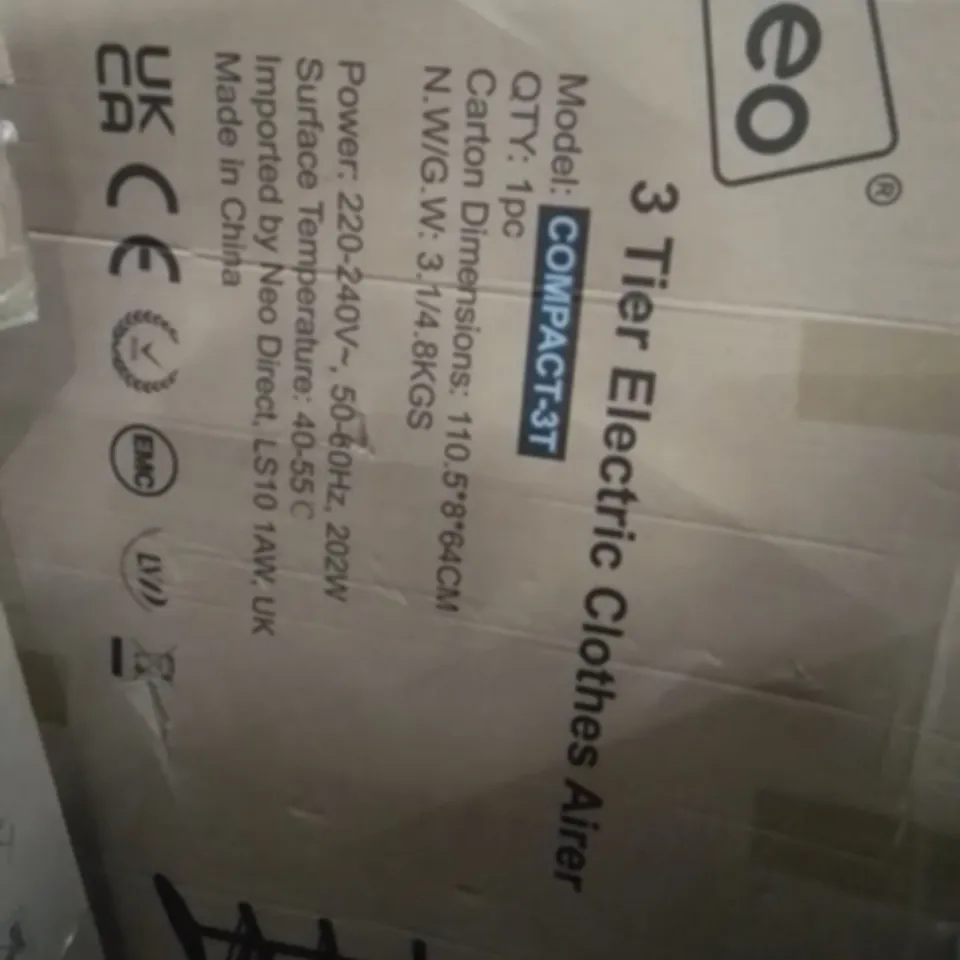 eo
®
3 Tier Electric Clothes Airer
Model: COMPACT-3T
QTY: 1pc
Carton Dimensions: 110.5*8*64CM
N.W/G.W: 3.1/4.8KGS
Power: 220-240V~, 50-60Hz, 202W
Surface Temperature: 40-55℃
Imported by Neo Direct, LS10 1AW, UK
Made in China
UK
CA
CE
EMC